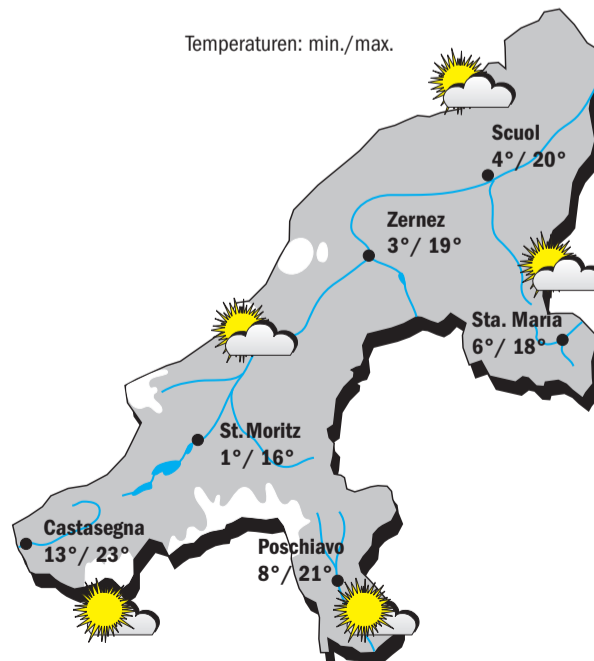 Temperaturen: min./max.
Scuol
4°/ 20°
Zernez
3°/ 19°
Sta. Maria
6°/ 18°
St. Moritz
1°/ 16°
Castasegna
13°/ 23°
Poschiavo
8°/ 21°